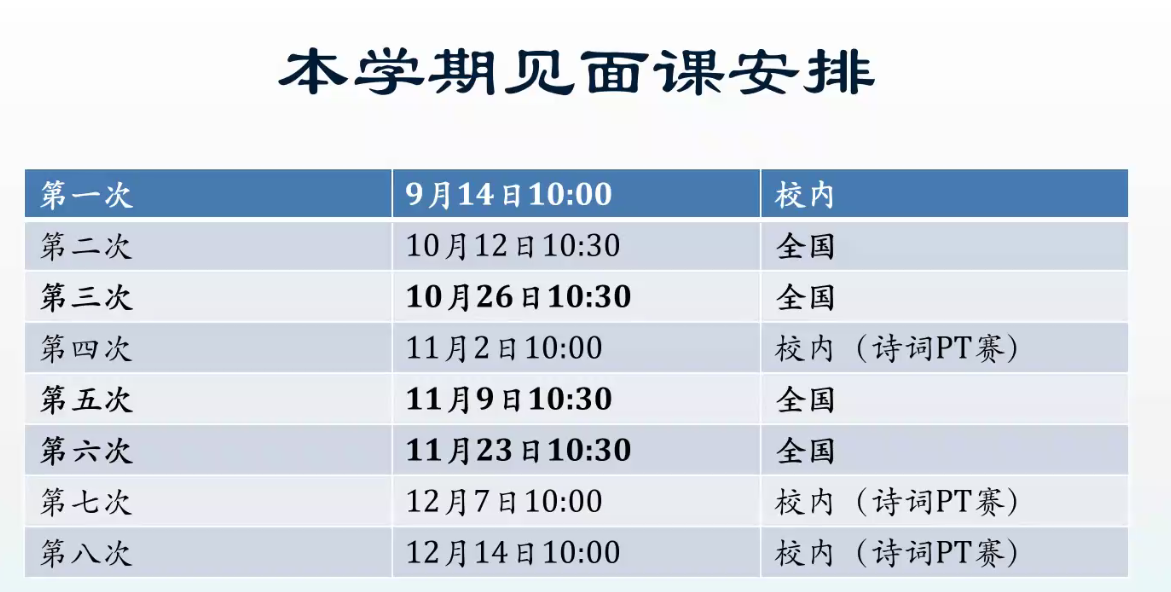 本学期见面课安排
第一次 9月14日10:00 校内
第二次 10月12日10:30 全国
第三次 10月26日10:30 全国
第四次 11月2日10:00 校内（诗词PT赛）
第五次 11月9日10:30 全国
第六次 11月23日10:30 全国
第七次 12月7日10:00 校内（诗词PT赛）
第八次 12月14日10:00 校内（诗词PT赛）